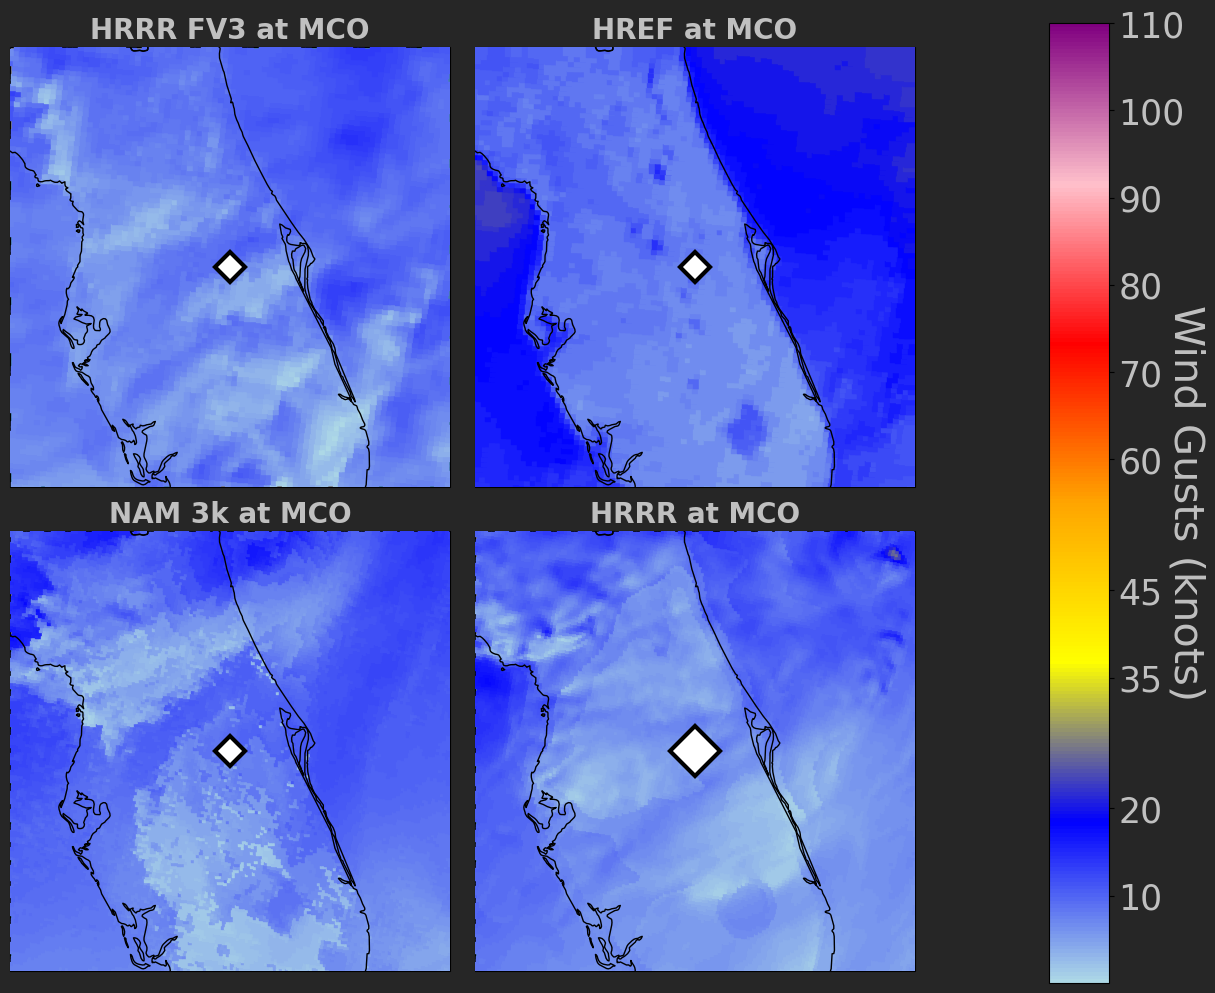 HRRR FV3 at MCO
HREF at MCO
NAM 3k at MCO
HRRR at MCO
110
100
90
80
70
60
45
35
20
10
Wind Gusts (knots)